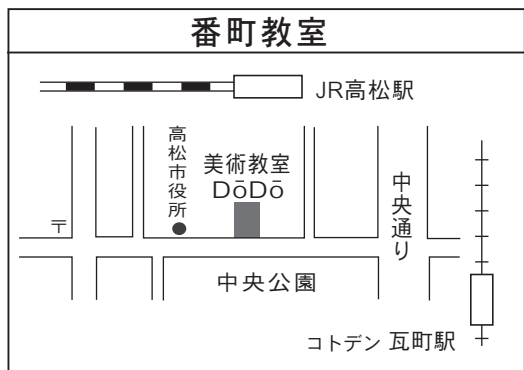 番町教室
JR高松駅
高松市役所
美術教室
DōDō
中央通り
〒
中央公園
コトデン 瓦町駅